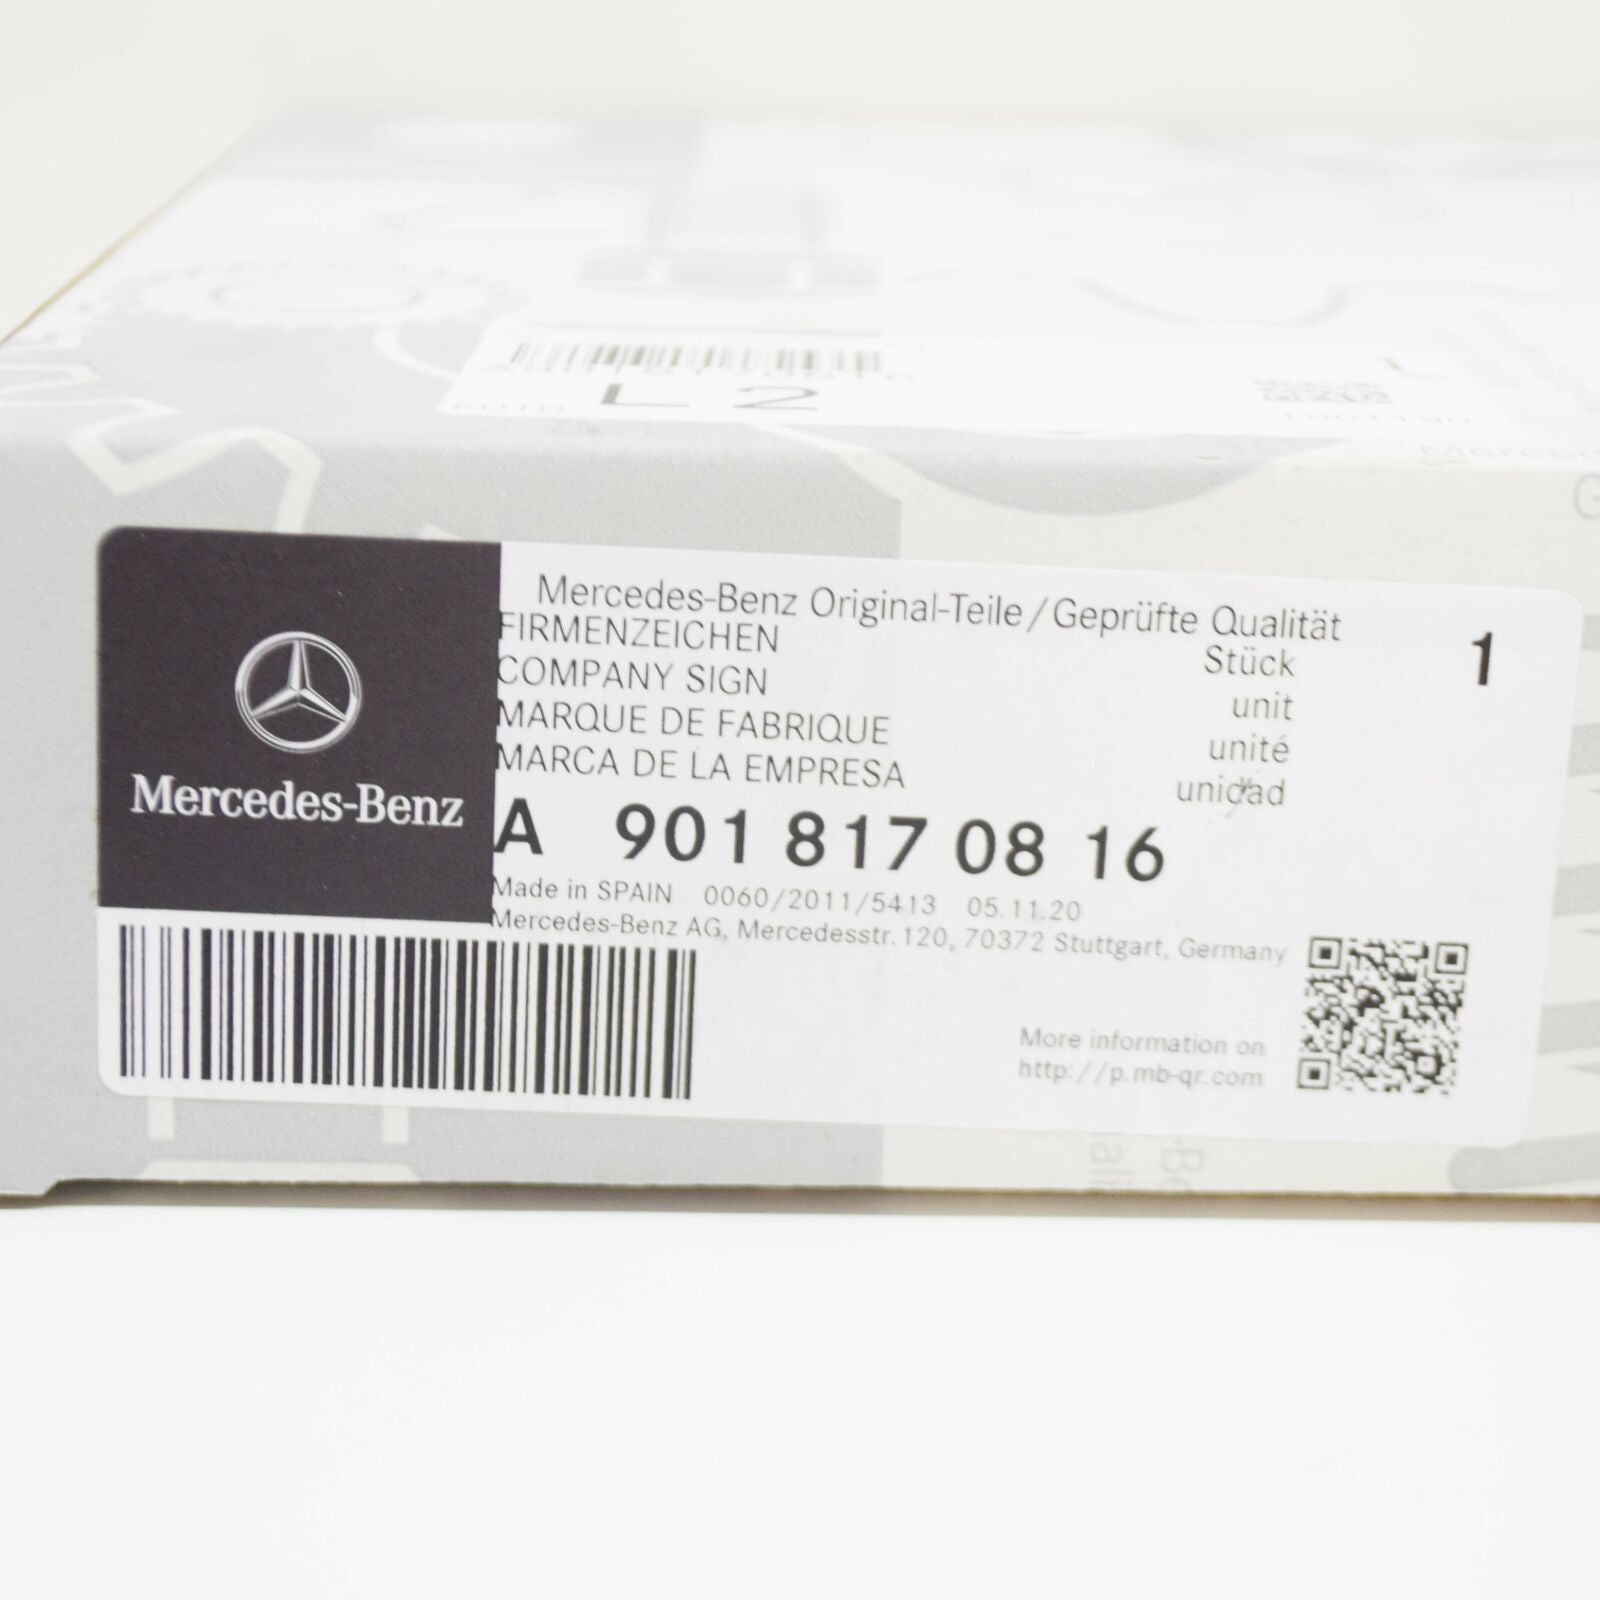 L 2
Mercedes-Benz
Mercedes-Benz Original-Teile/Geprüfte Qualität
FIRMENZEICHEN Stück 1
COMPANY SIGN unit
MARQUE DE FABRIQUE unité
MARCA DE LA EMPRESA unidad
A 901 817 08 16
Made in SPAIN 0060/2011/5413 05.11.20
Mercedes-Benz AG, Mercedesstr. 120, 70372 Stuttgart, Germany
More information on
http://p.mb-qr.com